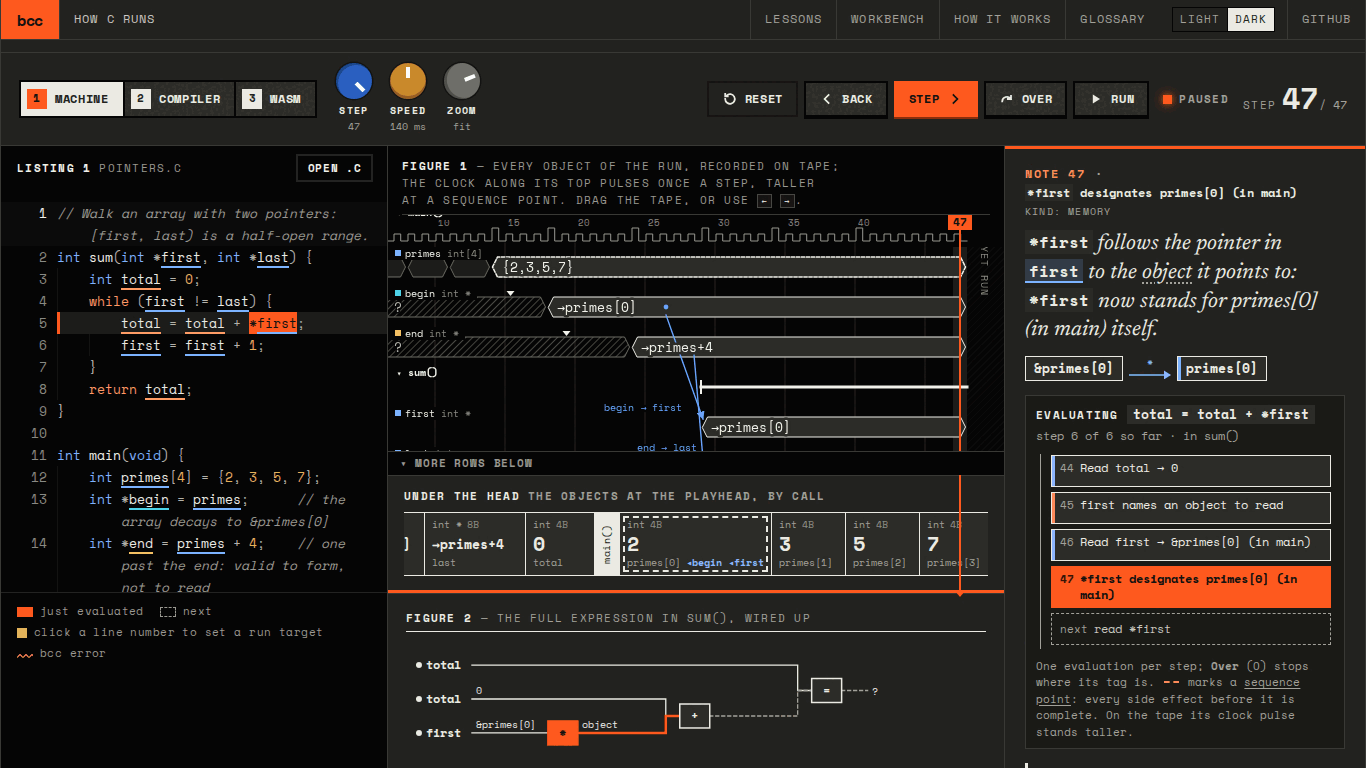 bcc HOW C RUNS LESSONS WORKBENCH HOW IT WORKS GLOSSARY LIGHT DARK GITHUB
1 MACHINE 2 COMPILER 3 WASM
STEP SPEED ZOOM
47 140 ms fit
RESET BACK STEP OVER RUN PAUSED STEP 47 / 47
LISTING 1 POINTERS.C OPEN .C
1 // Walk an array with two pointers:
[first, last) is a half-open range.
2 int sum(int *first, int *last) {
3 int total = 0;
4 while (first != last) {
5 total = total + *first;
6 first = first + 1;
7 }
8 return total;
9 }
10
11 int main(void) {
12 int primes[4] = {2, 3, 5, 7};
13 int *begin = primes; // the
array decays to &primes[0]
14 int *end = primes + 4; // one
past the end: valid to form,
not to read
just evaluated next
click a line number to set a run target
bcc error
FIGURE 1 — EVERY OBJECT OF THE RUN, RECORDED ON TAPE;
THE CLOCK ALONG ITS TOP PULSES ONCE A STEP, TALLER
AT A SEQUENCE POINT. DRAG THE TAPE, OR USE ← →.
10 15 20 25 30 35 40 47
primes int[4]
{2,3,5,7}
begin int *
? →primes[0]
end int *
? →primes+4
sum()
begin → first
first int *
→primes[0]
end → last
YET RUN
▾ MORE ROWS BELOW
UNDER THE HEAD THE OBJECTS AT THE PLAYHEAD, BY CALL
int * 8B int 4B main() int 4B int 4B int 4B int 4B
] →primes+4 0 2 3 5 7
last total primes[0] ◂begin ◂first primes[1] primes[2] primes[3]
FIGURE 2 — THE FULL EXPRESSION IN SUM(), WIRED UP
total
= ?
total 0
+
first &primes[0] * object
NOTE 47 ·
*first designates primes[0] (in main)
KIND: MEMORY
*first follows the pointer in
first to the object it points to:
*first now stands for primes[0]
(in main) itself.
&primes[0] * primes[0]
EVALUATING total = total + *first
step 6 of 6 so far · in sum()
44 Read total → 0
45 first names an object to read
46 Read first → &primes[0] (in main)
47 *first designates primes[0] (in
main)
next read *first
One evaluation per step; Over (O) stops
where its tag is. marks a sequence
point: every side effect before it is
complete. On the tape its clock pulse
stands taller.